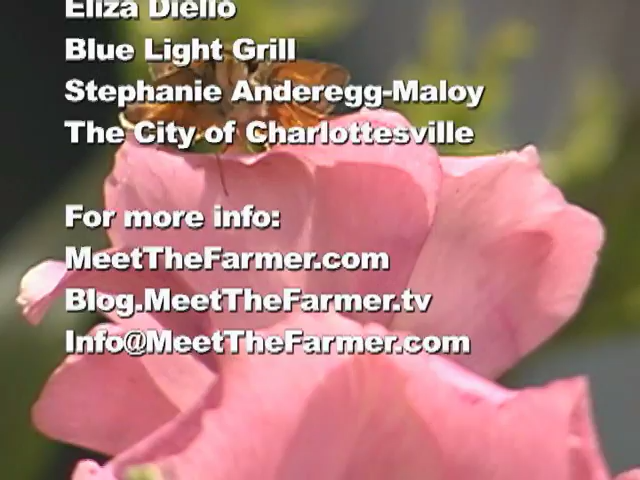 Eliza Diello
Blue Light Grill
Stephanie Anderegg-Maloy
The City of Charlottesville
For more info:
MeetTheFarmer.com
Blog.MeetTheFarmer.tv
Info@MeetTheFarmer.com